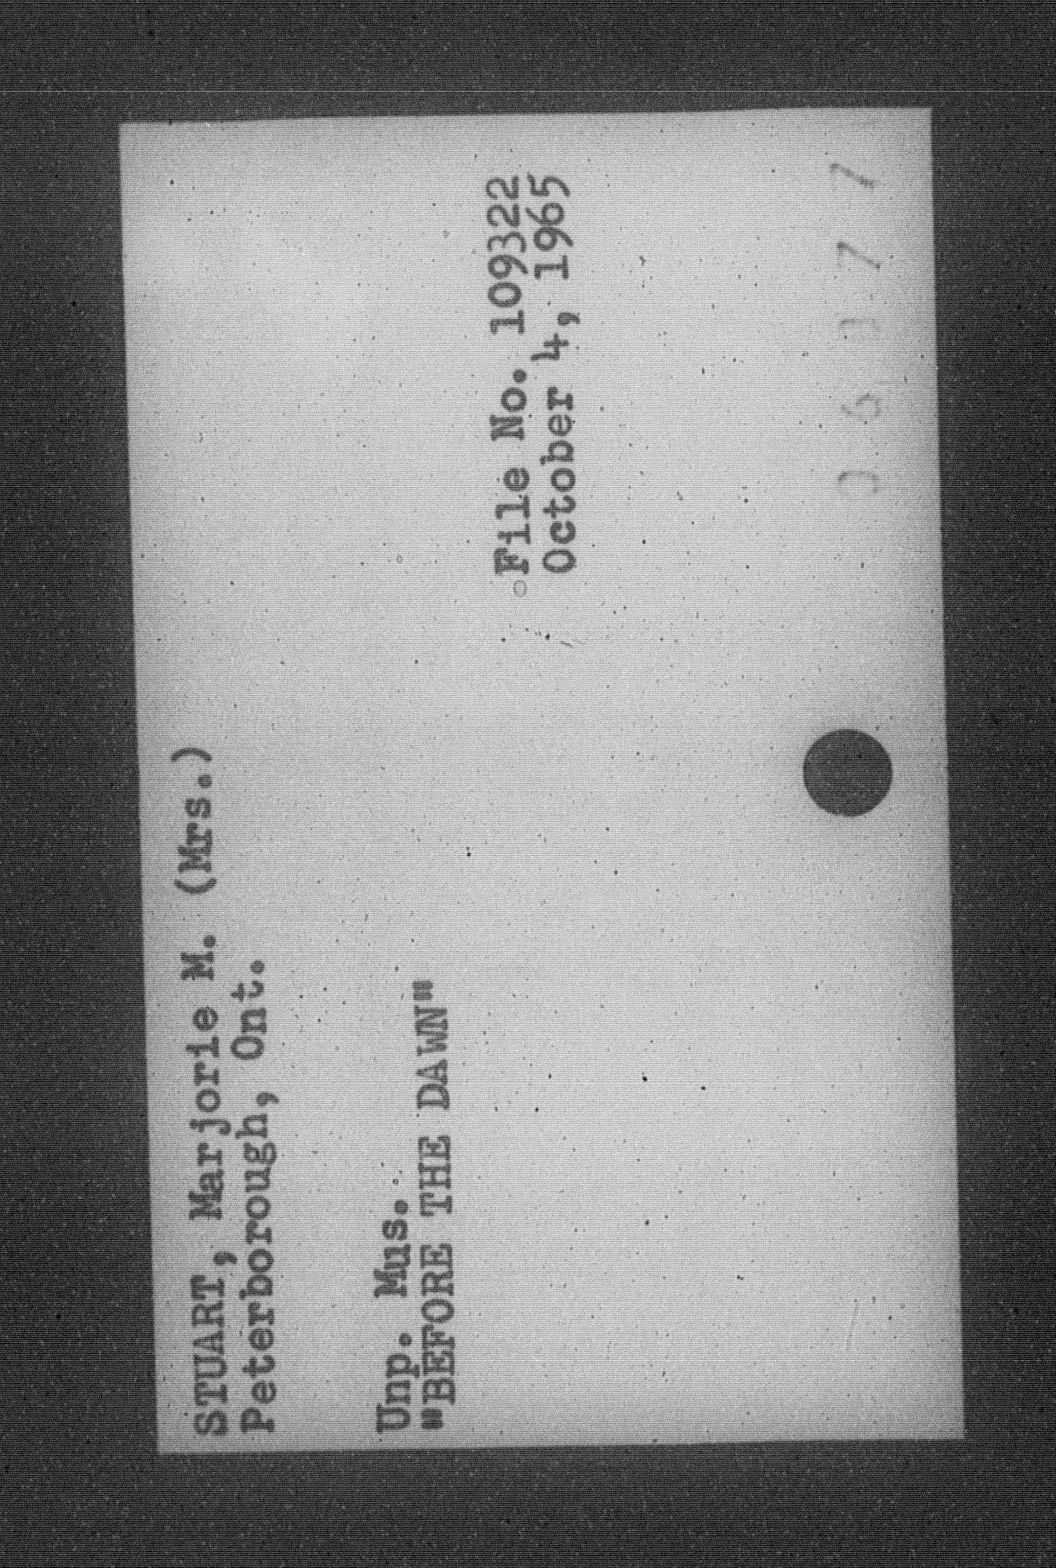 STUART, Marjorie M. (Mrs.)
Peterborough, Ont.
Unp. Mus.
"BEFORE THE DAWN"
File No. 109322
October 4, 1965